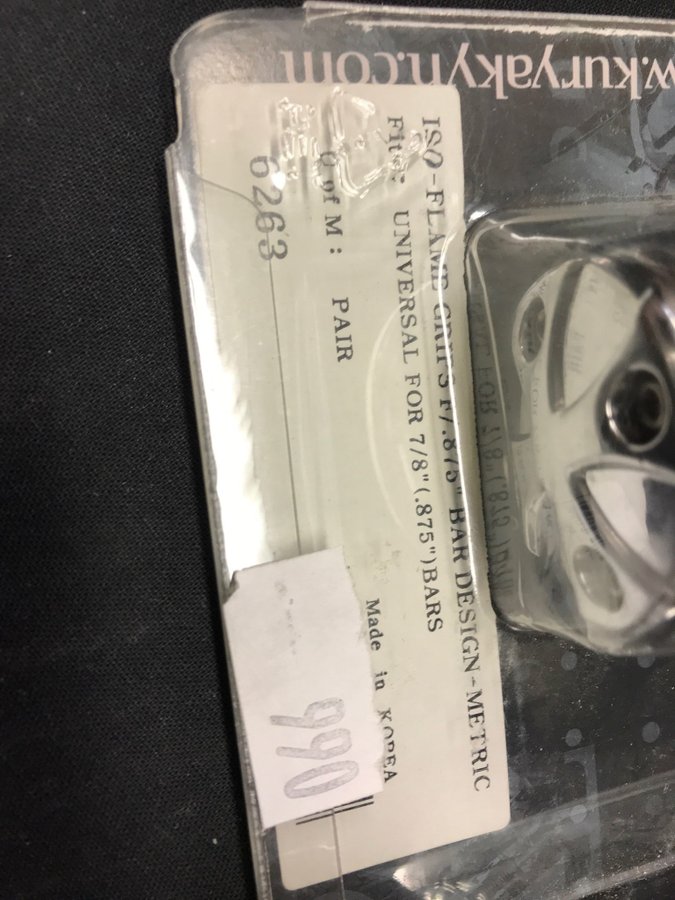 w.kuryakyn.com
ISO-FLAME GRIPS F/.875" BAR DESIGN-METRIC
Fits: UNIVERSAL FOR 7/8"(.875")BARS
U of M: PAIR
Made in KOREA
6263
990